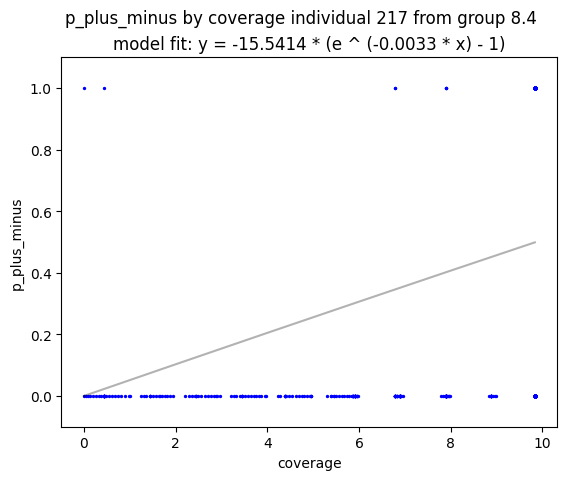 p_plus_minus by coverage individual 217 from group 8.4
model fit: y = -15.5414 * (e ^ (-0.0033 * x) - 1)
1.0
0.8
0.6
0.4
0.2
0.0
p_plus_minus
0 2 4 6 8 10
coverage